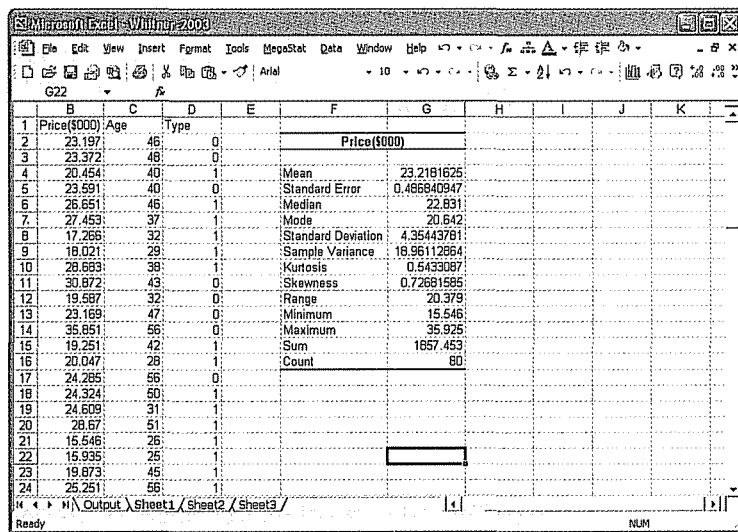 Microsoft Excel - Whitner-2003
File Edit View Insert Format Tools MegaStat Data Window Help
Arial 10
G22 fx
B C D E F G H I J K
1 Price($000) Age Type
2 23.197 46 0 Price($000)
3 23.372 48 0
4 20.454 40 1 Mean 23.2181625
5 23.591 40 0 Standard Error 0.486840947
6 26.651 46 1 Median 22.831
7 27.453 37 1 Mode 20.642
8 17.266 32 1 Standard Deviation 4.35443781
9 18.021 29 1 Sample Variance 18.96112864
10 28.683 38 1 Kurtosis 0.5433087
11 30.872 43 0 Skewness 0.72681585
12 19.587 32 0 Range 20.379
13 23.169 47 0 Minimum 15.546
14 35.851 56 0 Maximum 35.925
15 19.251 42 1 Sum 1857.453
16 20.047 28 1 Count 80
17 24.285 56 0
18 24.324 50 1
19 24.609 31 1
20 28.67 51 1
21 15.546 26 1
22 15.935 25 1
23 19.873 45 1
24 25.251 56 1
Output Sheet1 Sheet2 Sheet3
Ready NUM